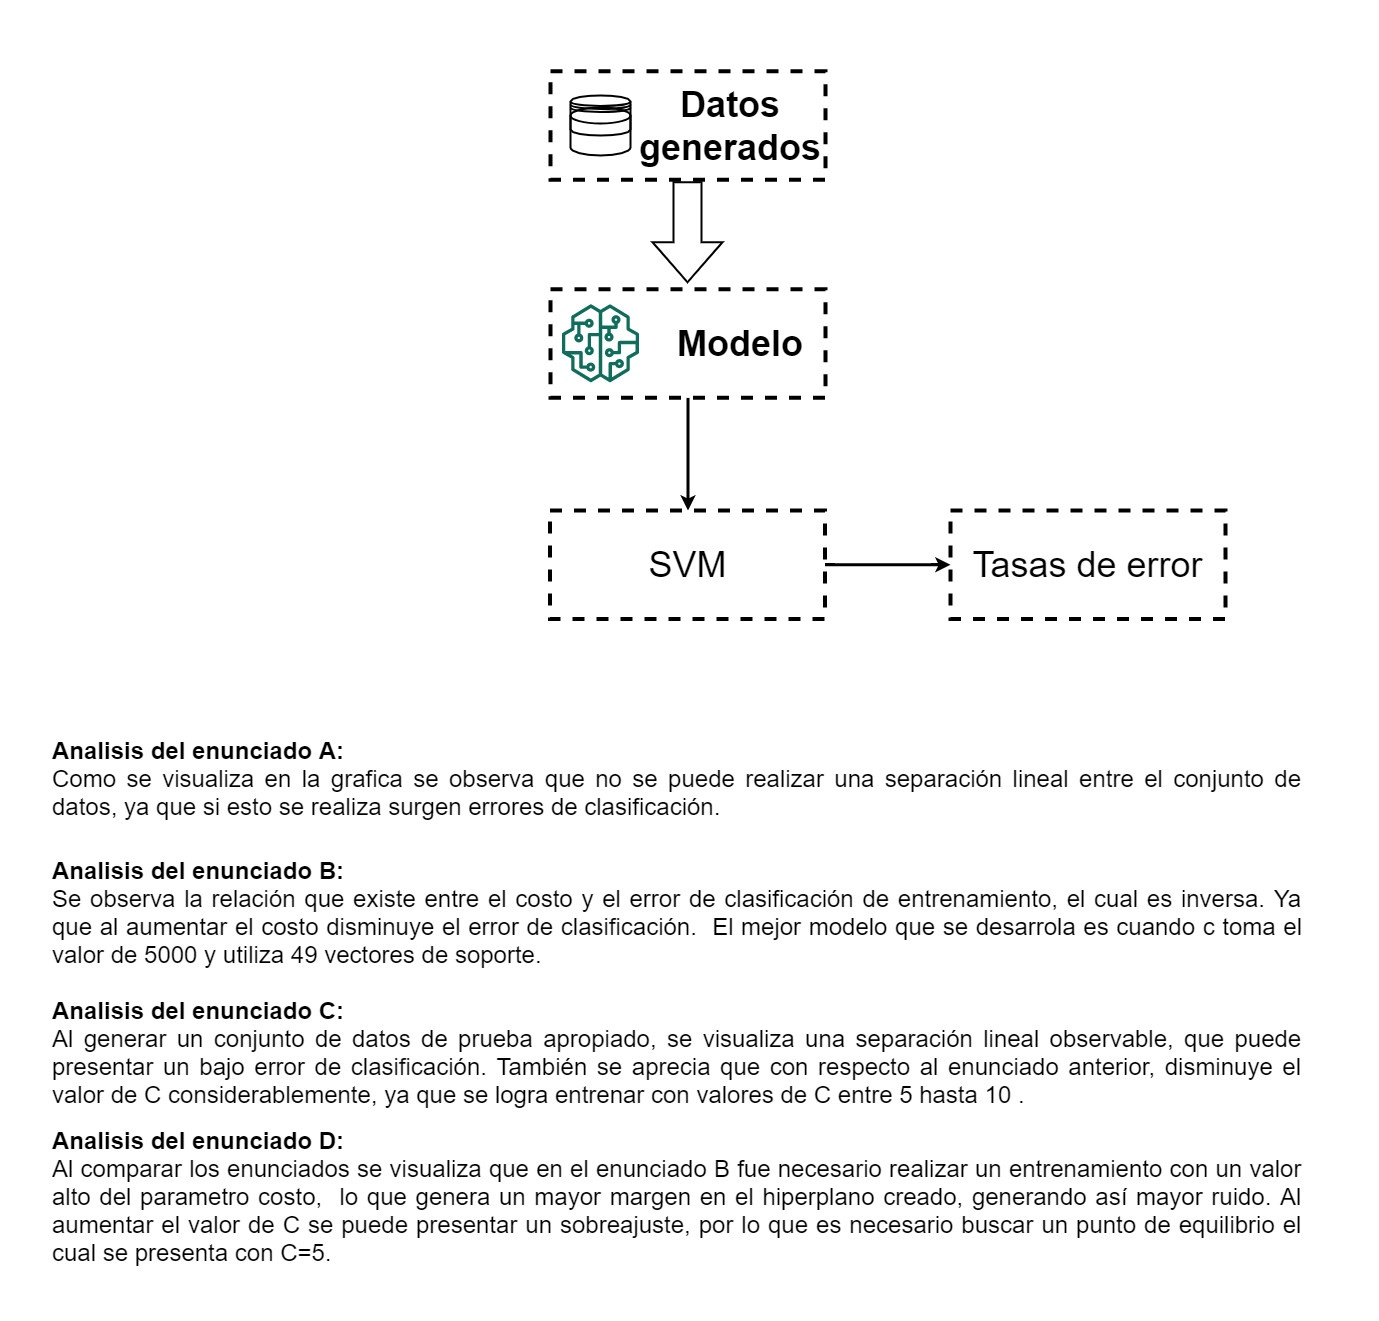 Datos
generados
Modelo
SVM
Tasas de error
Analisis del enunciado A:
Como se visualiza en la grafica se observa que no se puede realizar una separación lineal entre el conjunto de
datos, ya que si esto se realiza surgen errores de clasificación.
Analisis del enunciado B:
Se observa la relación que existe entre el costo y el error de clasificación de entrenamiento, el cual es inversa. Ya
que al aumentar el costo disminuye el error de clasificación. El mejor modelo que se desarrola es cuando c toma el
valor de 5000 y utiliza 49 vectores de soporte.
Analisis del enunciado C:
Al generar un conjunto de datos de prueba apropiado, se visualiza una separación lineal observable, que puede
presentar un bajo error de clasificación. También se aprecia que con respecto al enunciado anterior, disminuye el
valor de C considerablemente, ya que se logra entrenar con valores de C entre 5 hasta 10 .
Analisis del enunciado D:
Al comparar los enunciados se visualiza que en el enunciado B fue necesario realizar un entrenamiento con un valor
alto del parametro costo, lo que genera un mayor margen en el hiperplano creado, generando así mayor ruido. Al
aumentar el valor de C se puede presentar un sobreajuste, por lo que es necesario buscar un punto de equilibrio el
cual se presenta con C=5.